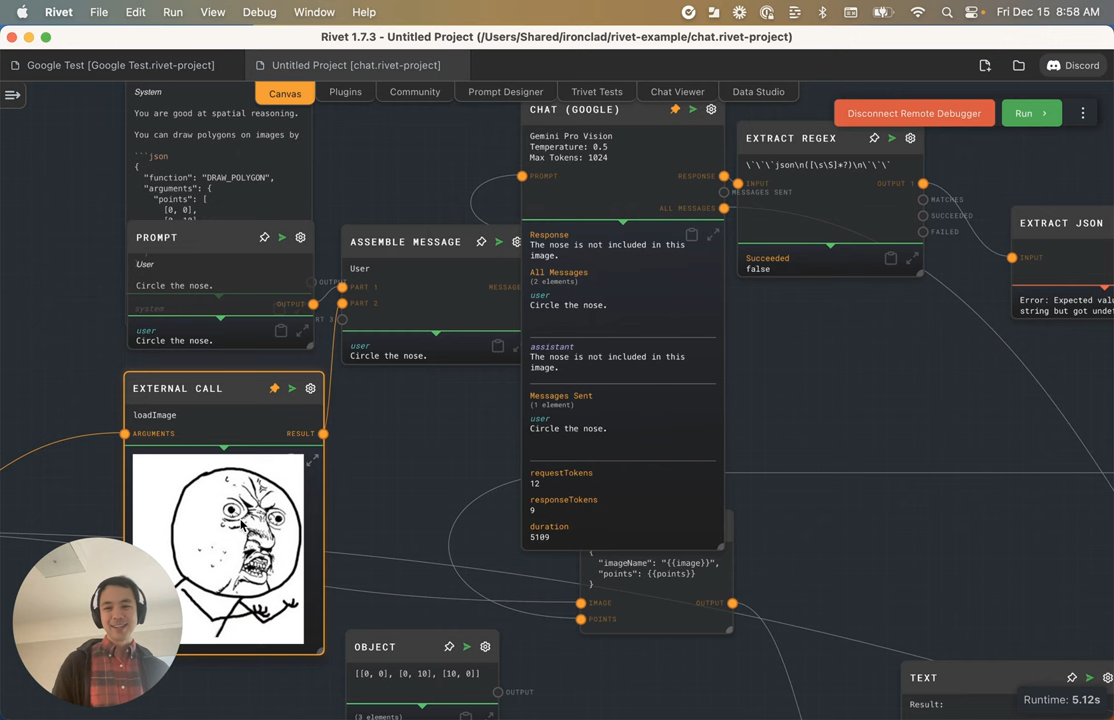 Rivet File Edit Run View Debug Window Help Fri Dec 15 8:58 AM
Rivet 1.7.3 - Untitled Project (/Users/Shared/ironclad/rivet-example/chat.rivet-project)
Google Test [Google Test.rivet-project] Untitled Project [chat.rivet-project] Discord
Canvas Plugins Community Prompt Designer Trivet Tests Chat Viewer Data Studio
Disconnect Remote Debugger Run
System
You are good at spatial reasoning.
You can draw polygons on images by
```json
{
"function": "DRAW_POLYGON",
"arguments": {
"points": [
[0, 0],
PROMPT
User
Circle the nose.
OUTPUT
system
user
Circle the nose.
ASSEMBLE MESSAGE
User
PART 1
PART 2
MESSAGE
user
Circle the nose.
EXTERNAL CALL
loadImage
ARGUMENTS RESULT
CHAT (GOOGLE)
Gemini Pro Vision
Temperature: 0.5
Max Tokens: 1024
PROMPT RESPONSE
MESSAGES SENT
ALL MESSAGES
Response
The nose is not included in this
image.
All Messages
(2 elements)
user
Circle the nose.
assistant
The nose is not included in this
image.
Messages Sent
(1 element)
user
Circle the nose.
requestTokens
12
responseTokens
9
duration
5109
{
"imageName": "{{image}}",
"points": {{points}}
}
IMAGE OUTPUT
POINTS
EXTRACT REGEX
\`\`\`json\n([\s\S]*?)\n\`\`\`
INPUT OUTPUT 1
MATCHES
SUCCEEDED
FAILED
Succeeded
false
EXTRACT JSON
INPUT
Error: Expected
string but got
OBJECT
[[0, 0], [0, 10], [10, 0]]
OUTPUT
(3 elements)
TEXT
Result:
Runtime: 5.12s